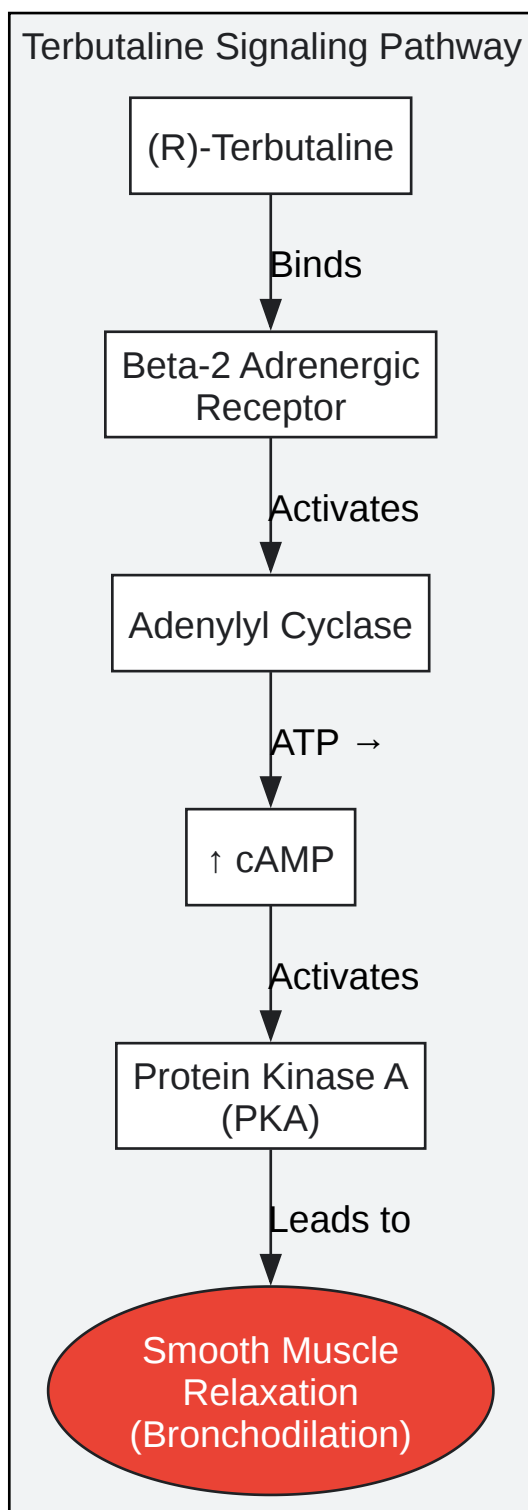 Terbutaline Signaling Pathway
(R)-Terbutaline
Binds
Beta-2 Adrenergic
Receptor
Activates
Adenylyl Cyclase
ATP →
↑ cAMP
Activates
Protein Kinase A
(PKA)
Leads to
Smooth Muscle
Relaxation
(Bronchodilation)